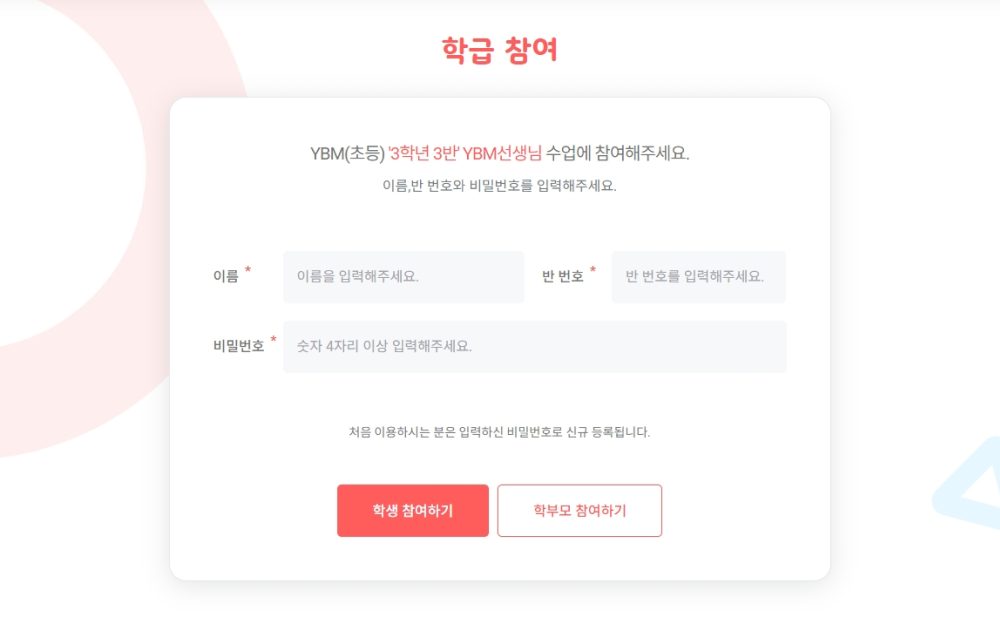 학급 참여
YBM(초등) '3학년 3반' YBM선생님 수업에 참여해주세요.
이름,반 번호와 비밀번호를 입력해주세요.
이름 * 이름을 입력해주세요. 반 번호 * 반 번호를 입력해주세요.
비밀번호 * 숫자 4자리 이상 입력해주세요.
처음 이용하시는 분은 입력하신 비밀번호로 신규 등록됩니다.
학생 참여하기 학부모 참여하기